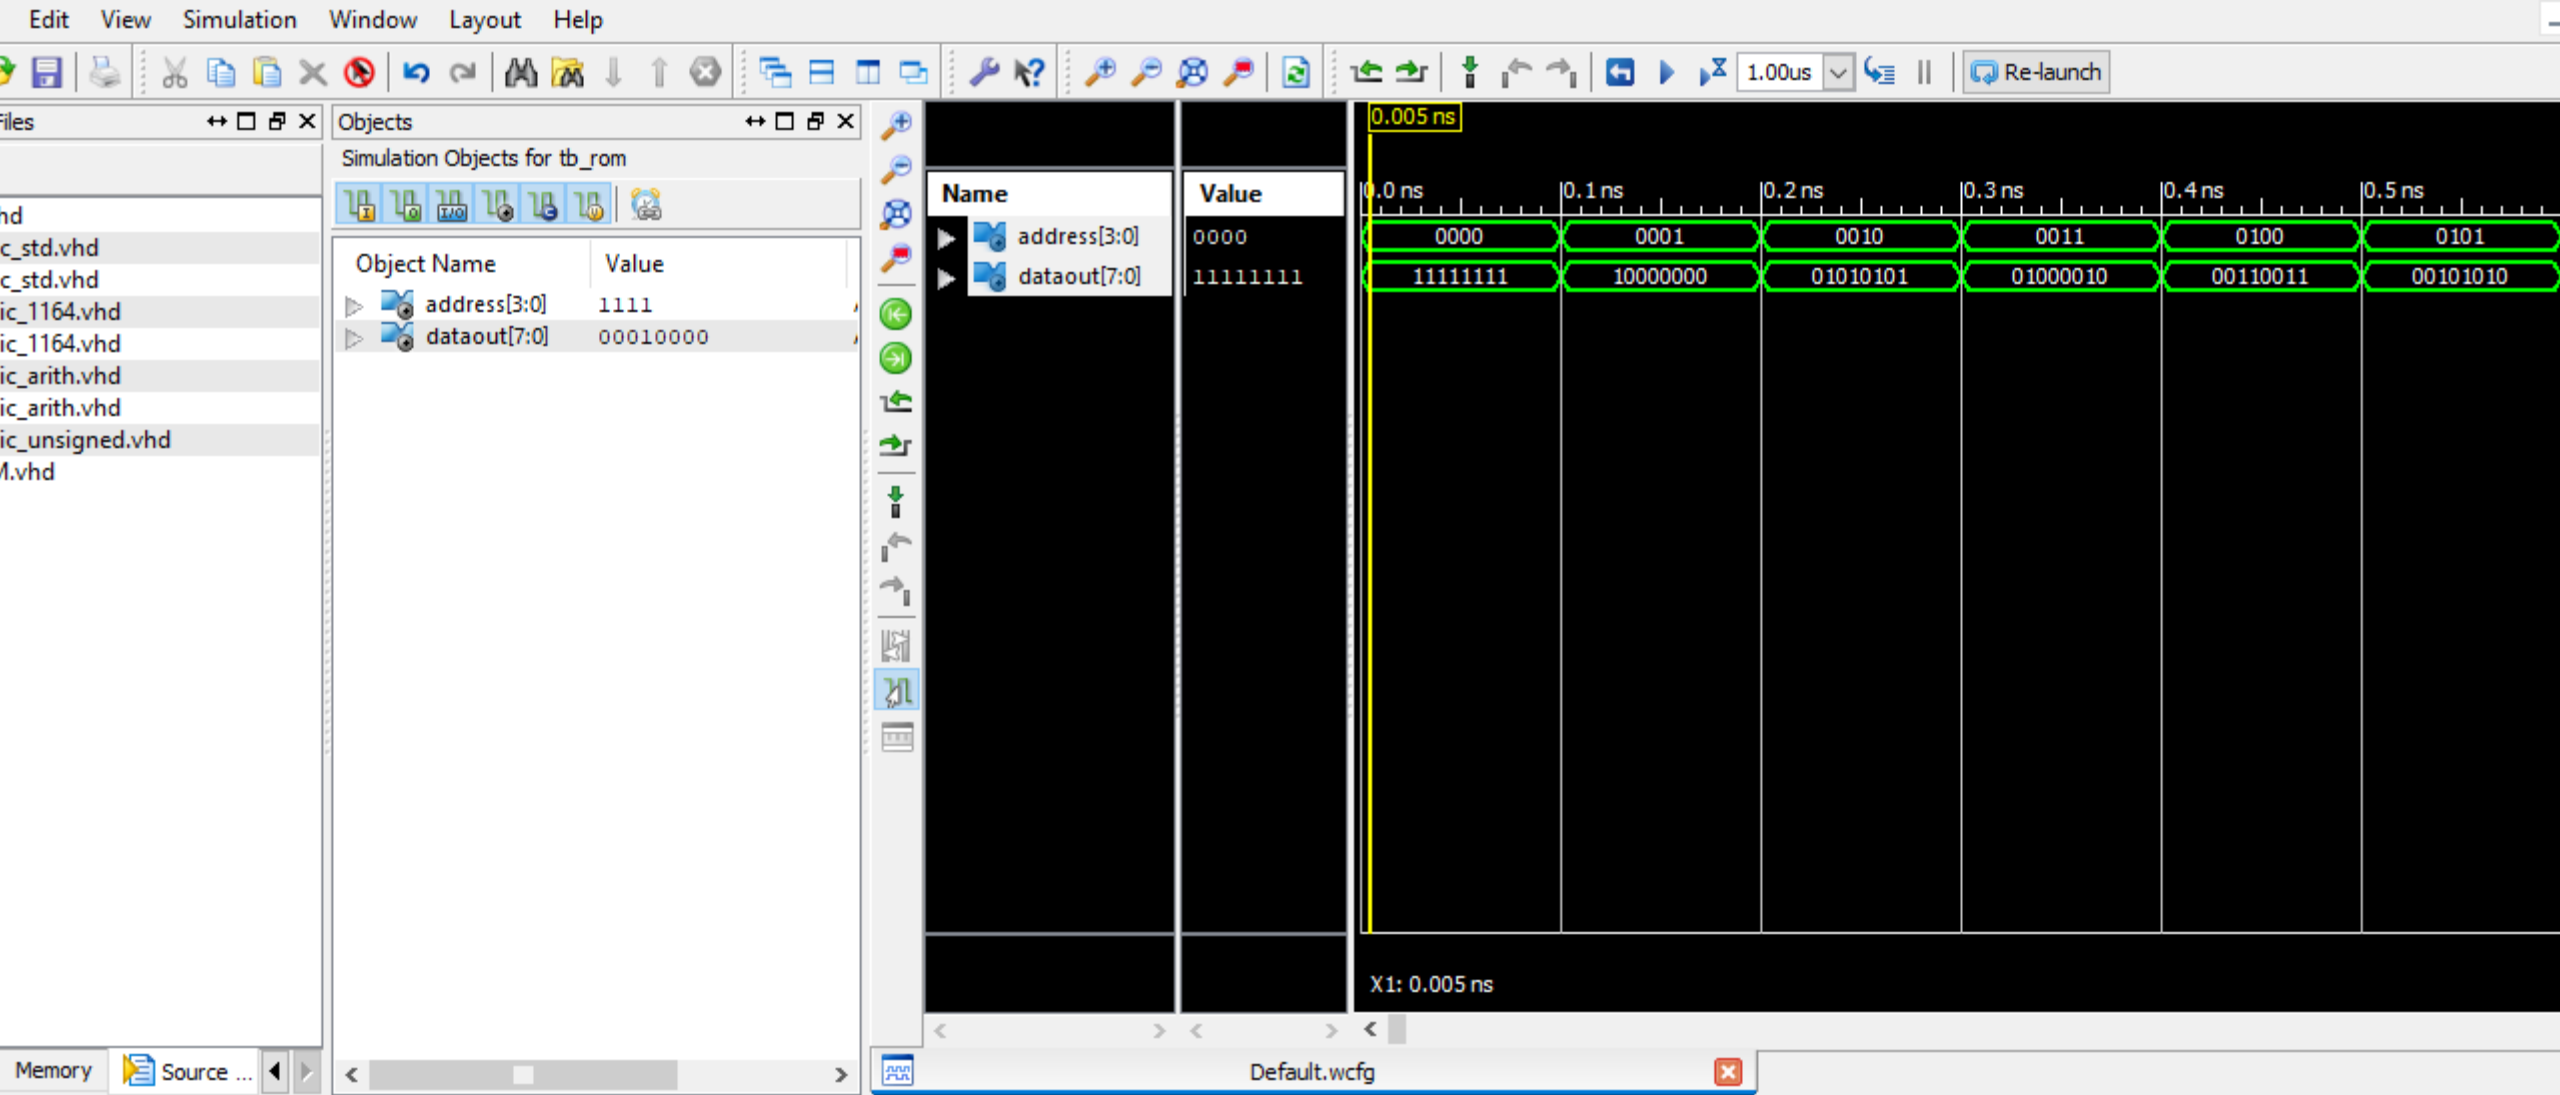 Edit View Simulation Window Layout Help
1.00us Re-launch
Files
hd
c_std.vhd
c_std.vhd
ic_1164.vhd
ic_1164.vhd
ic_arith.vhd
ic_arith.vhd
ic_unsigned.vhd
M.vhd
Memory Source ...
Objects
Simulation Objects for tb_rom
Object Name Value
address[3:0] 1111
dataout[7:0] 00010000
Name Value
address[3:0] 0000
dataout[7:0] 11111111
0.005 ns
0.0 ns 0.1 ns 0.2 ns 0.3 ns 0.4 ns 0.5 ns
0000 0001 0010 0011 0100 0101
11111111 10000000 01010101 01000010 00110011 00101010
X1: 0.005 ns
Default.wcfg